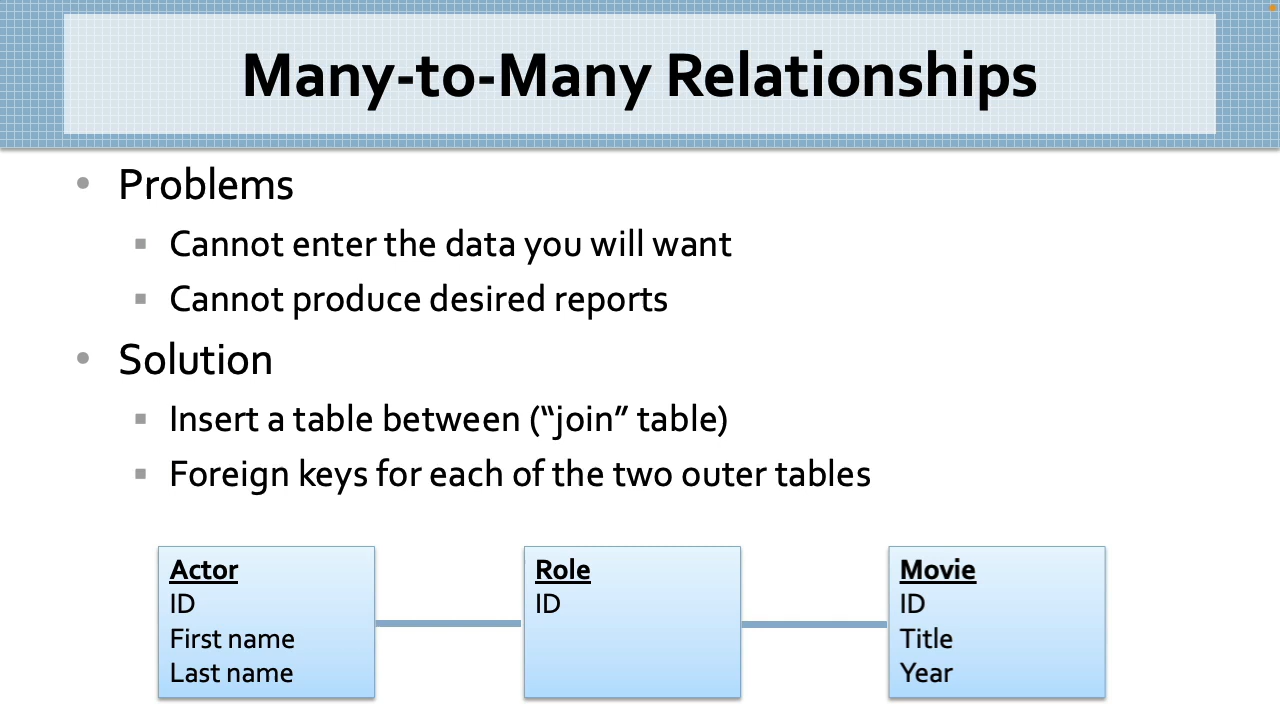 Many-to-Many Relationships
• Problems
▪ Cannot enter the data you will want
▪ Cannot produce desired reports
• Solution
▪ Insert a table between (“join” table)
▪ Foreign keys for each of the two outer tables
Actor
ID
First name
Last name
Role
ID
Movie
ID
Title
Year